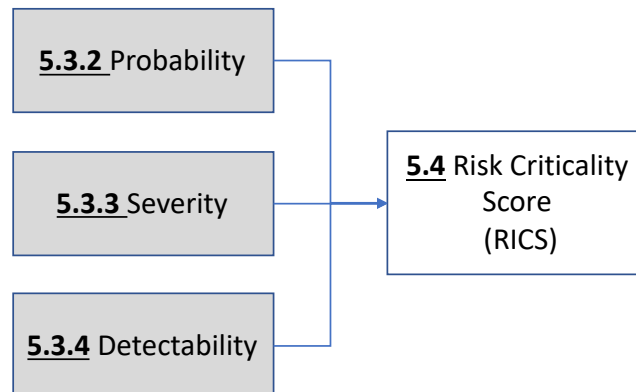 5.3.2 Probability
5.3.3 Severity
5.3.4 Detectability
5.4 Risk Criticality
Score
(RICS)